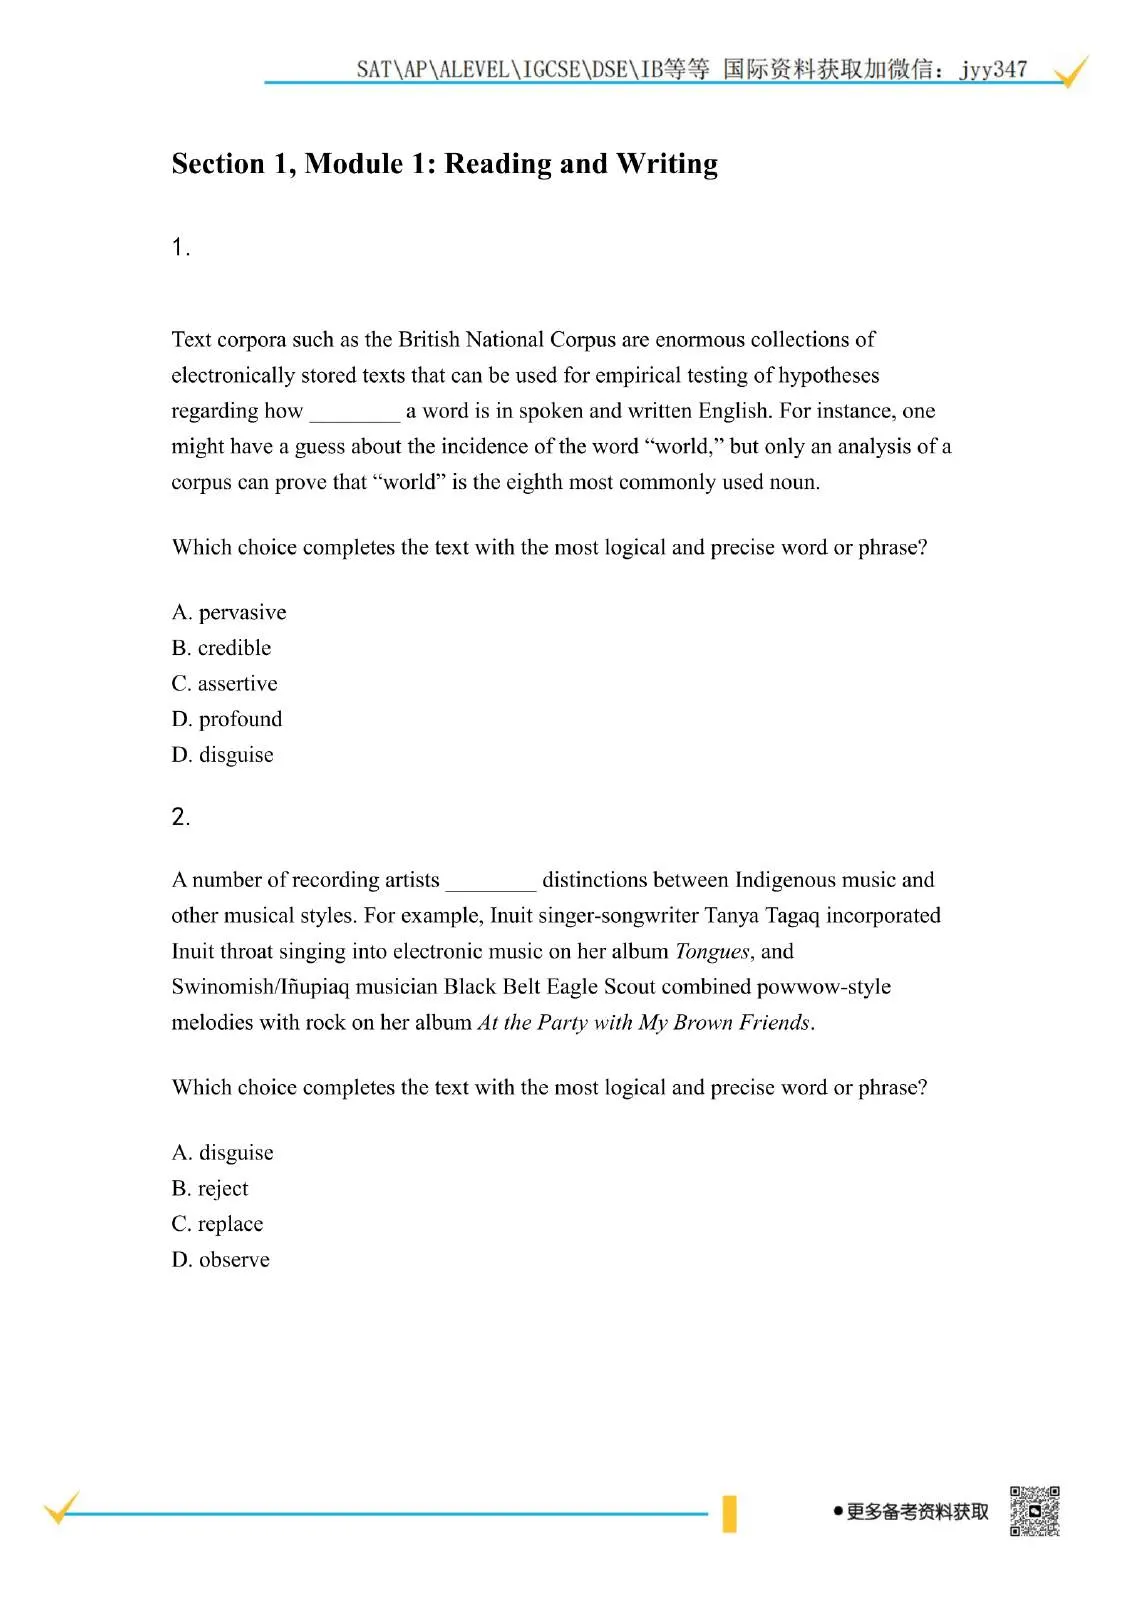 SAT\AP\ALEVEL\IGCSE\DSE\IB等等 国际资料获取加微信：jyy347
Section 1, Module 1: Reading and Writing
1.
Text corpora such as the British National Corpus are enormous collections of
electronically stored texts that can be used for empirical testing of hypotheses
regarding how ________ a word is in spoken and written English. For instance, one
might have a guess about the incidence of the word “world,” but only an analysis of a
corpus can prove that “world” is the eighth most commonly used noun.
Which choice completes the text with the most logical and precise word or phrase?
A. pervasive
B. credible
C. assertive
D. profound
D. disguise
2.
A number of recording artists ________ distinctions between Indigenous music and
other musical styles. For example, Inuit singer-songwriter Tanya Tagaq incorporated
Inuit throat singing into electronic music on her album Tongues, and
Swinomish/Iñupiaq musician Black Belt Eagle Scout combined powwow-style
melodies with rock on her album At the Party with My Brown Friends.
Which choice completes the text with the most logical and precise word or phrase?
A. disguise
B. reject
C. replace
D. observe
●更多备考资料获取